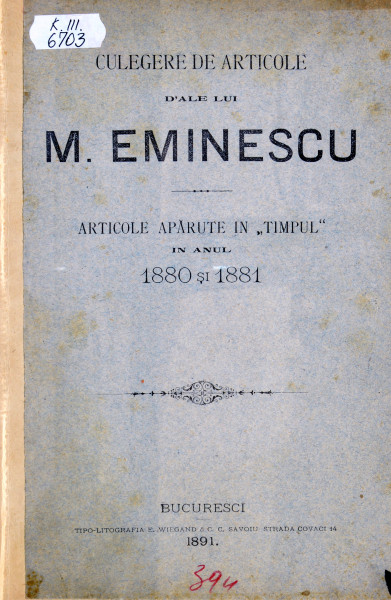 K. III.
6703
CULEGERE DE ARTICOLE
D'ALE LUI
M. EMINESCU
ARTICOLE APĂRUTE IN „TIMPUL“
IN ANUL
1880 ȘI 1881
BUCURESCI
TIPO-LITOGRAFIA E. WIEGAND & C. C. SAVOIU STRADA COVACI 14
1891.
394